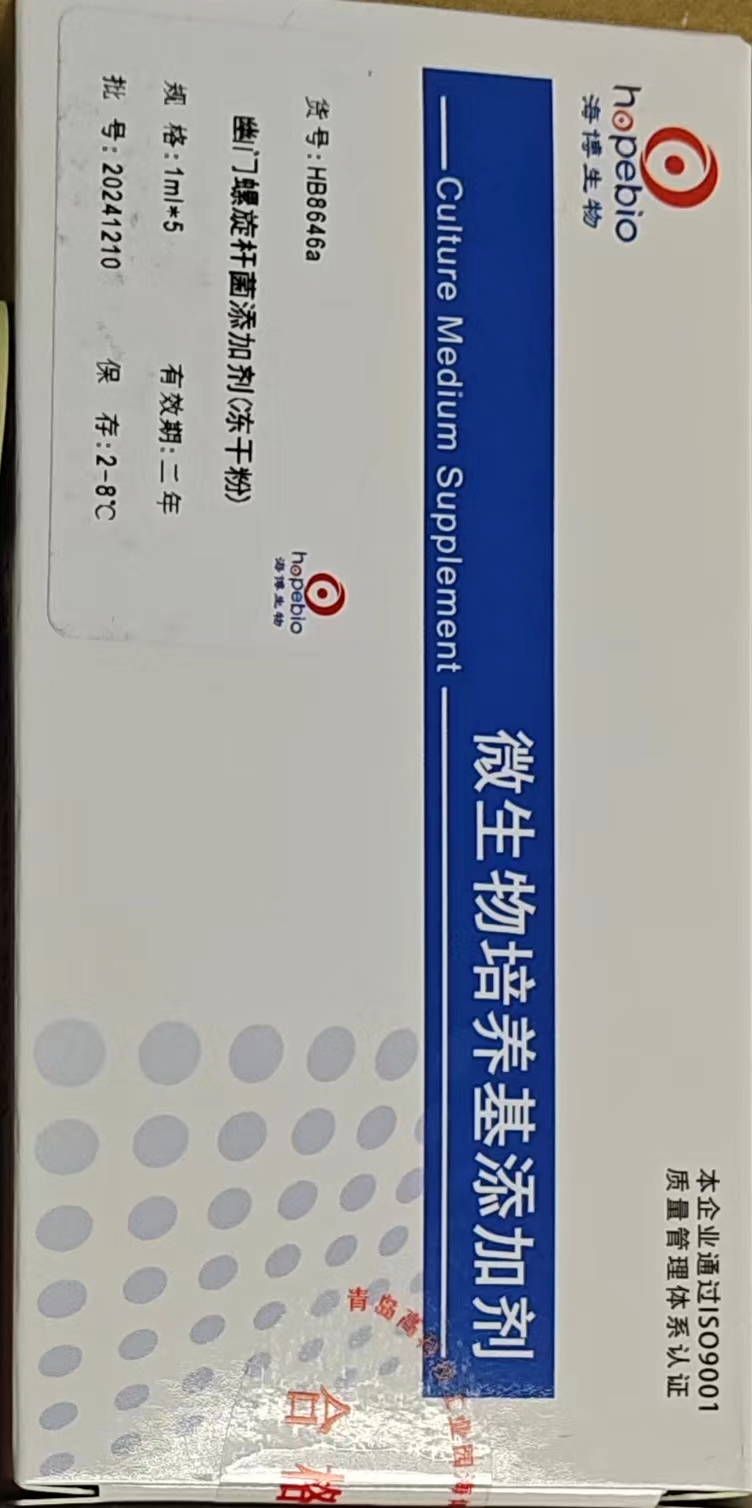 hopebio
海博生物
本企业通过ISO9001
质量管理体系认证
微生物培养基添加剂
Culture Medium Supplement
hopebio
海博生物
货号:HB8646a
幽门螺旋杆菌添加剂(冻干粉)
规 格:1ml*5 有效期:二年
批 号:20241210 保 存:2-8℃
青岛高
工业园海
合格